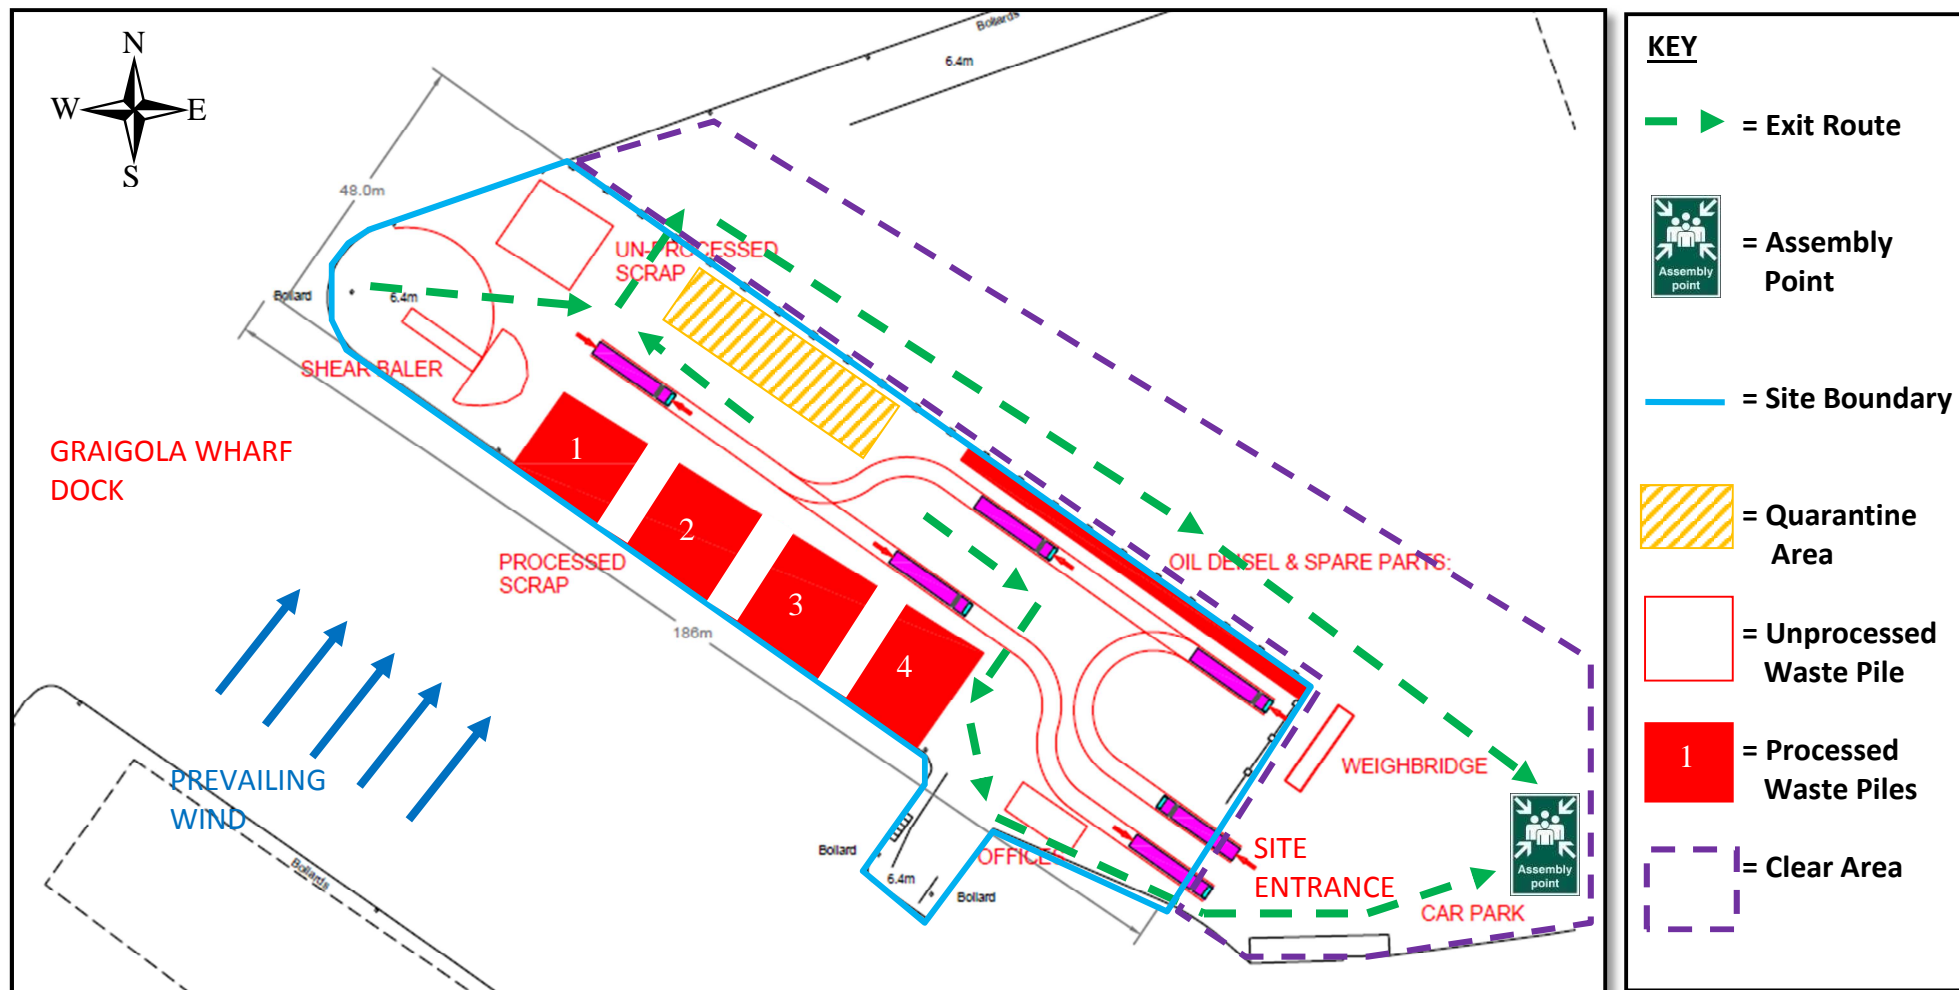 N
W
E
S
Bollards
6.4m
48.0m
UN-PROCESSED
SCRAP
Bollard
6.4m
SHEAR BALER
GRAIGOLA WHARF
DOCK
1
2
3
4
PROCESSED
SCRAP
186m
OIL DEISEL & SPARE PARTS:
WEIGHBRIDGE
PREVAILING
WIND
Bollards
Bollard
6.4m
Bollard
OFFICES
SITE
ENTRANCE
CAR PARK
Assembly
point
KEY
= Exit Route
Assembly
point
= Assembly
Point
= Site Boundary
= Quarantine
Area
= Unprocessed
Waste Pile
1
= Processed
Waste Piles
= Clear Area